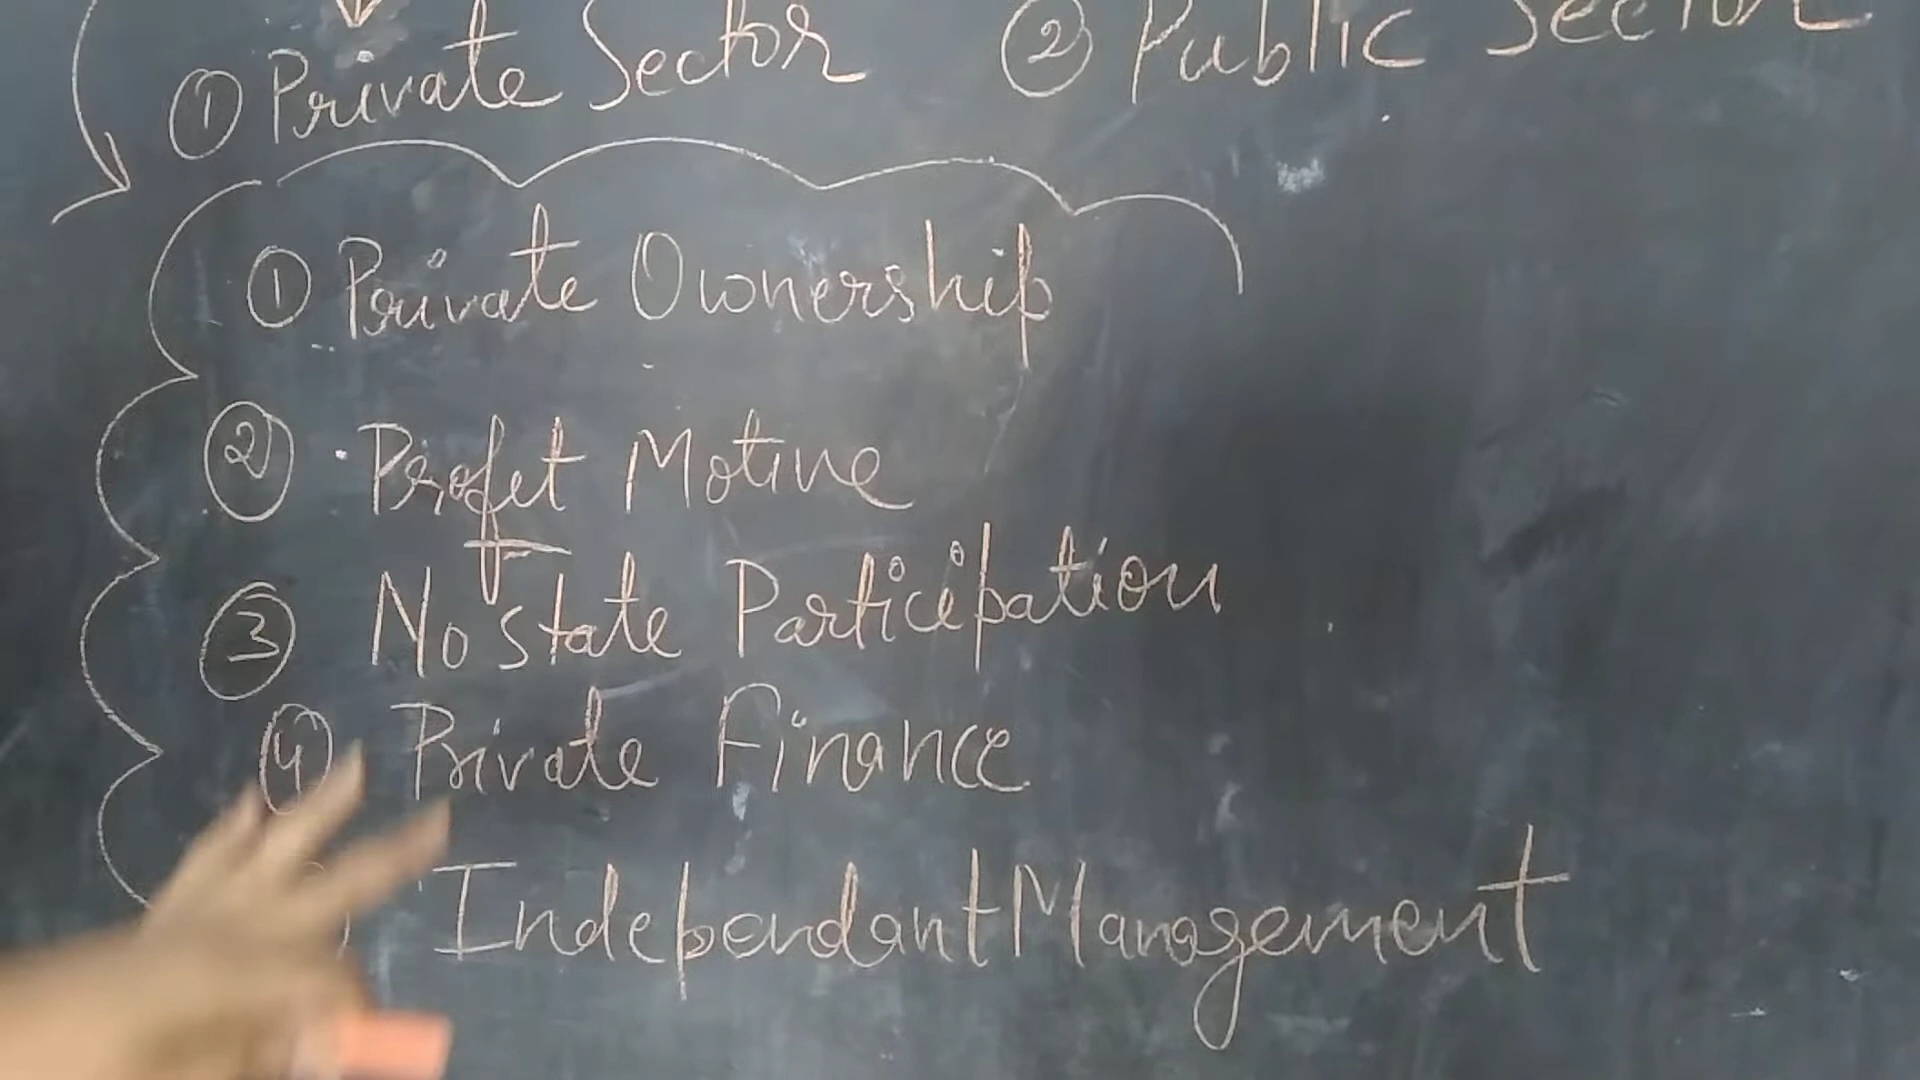 ① Private Sector ② Public Sector
① Private Ownership
② Profit Motive
③ No State Participation
④ Private Finance
Independant Management